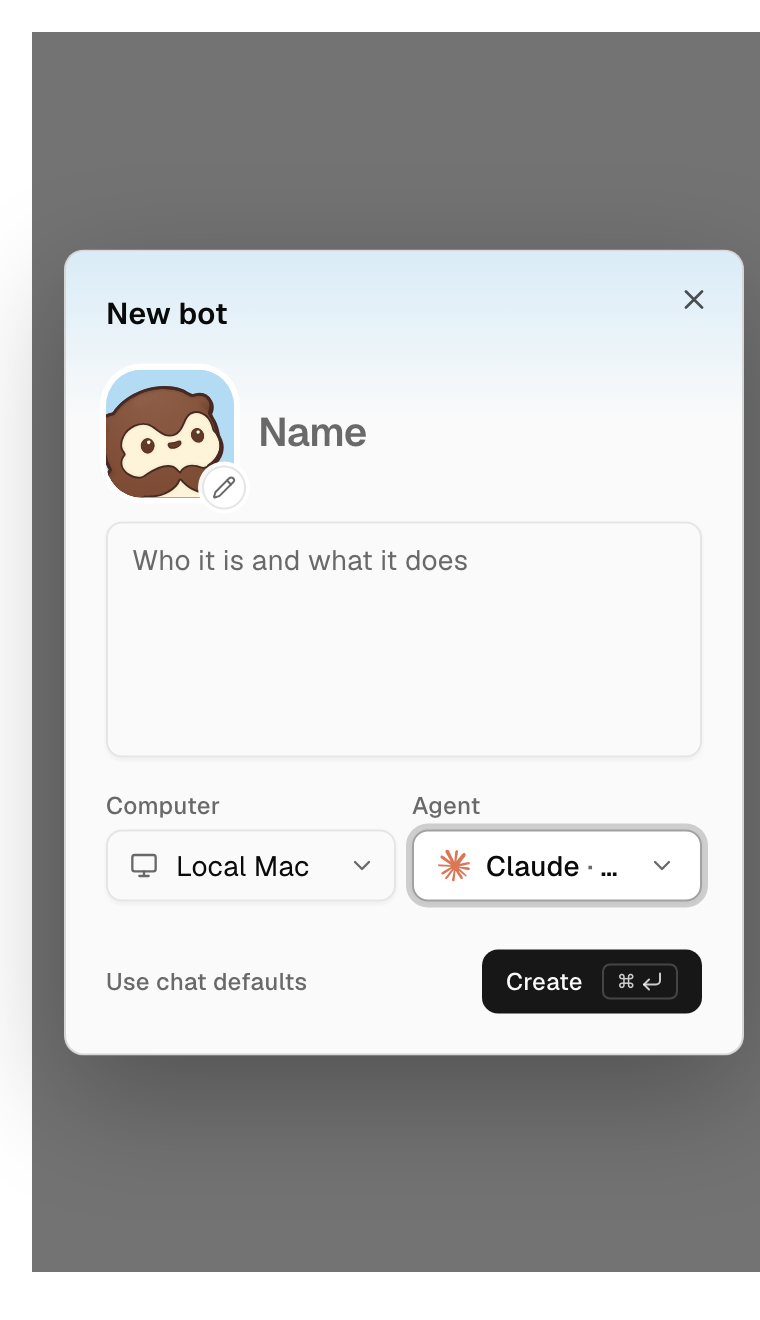 New bot
Name
Who it is and what it does
Computer
Agent
Local Mac
Claude · ...
Use chat defaults
Create ⌘